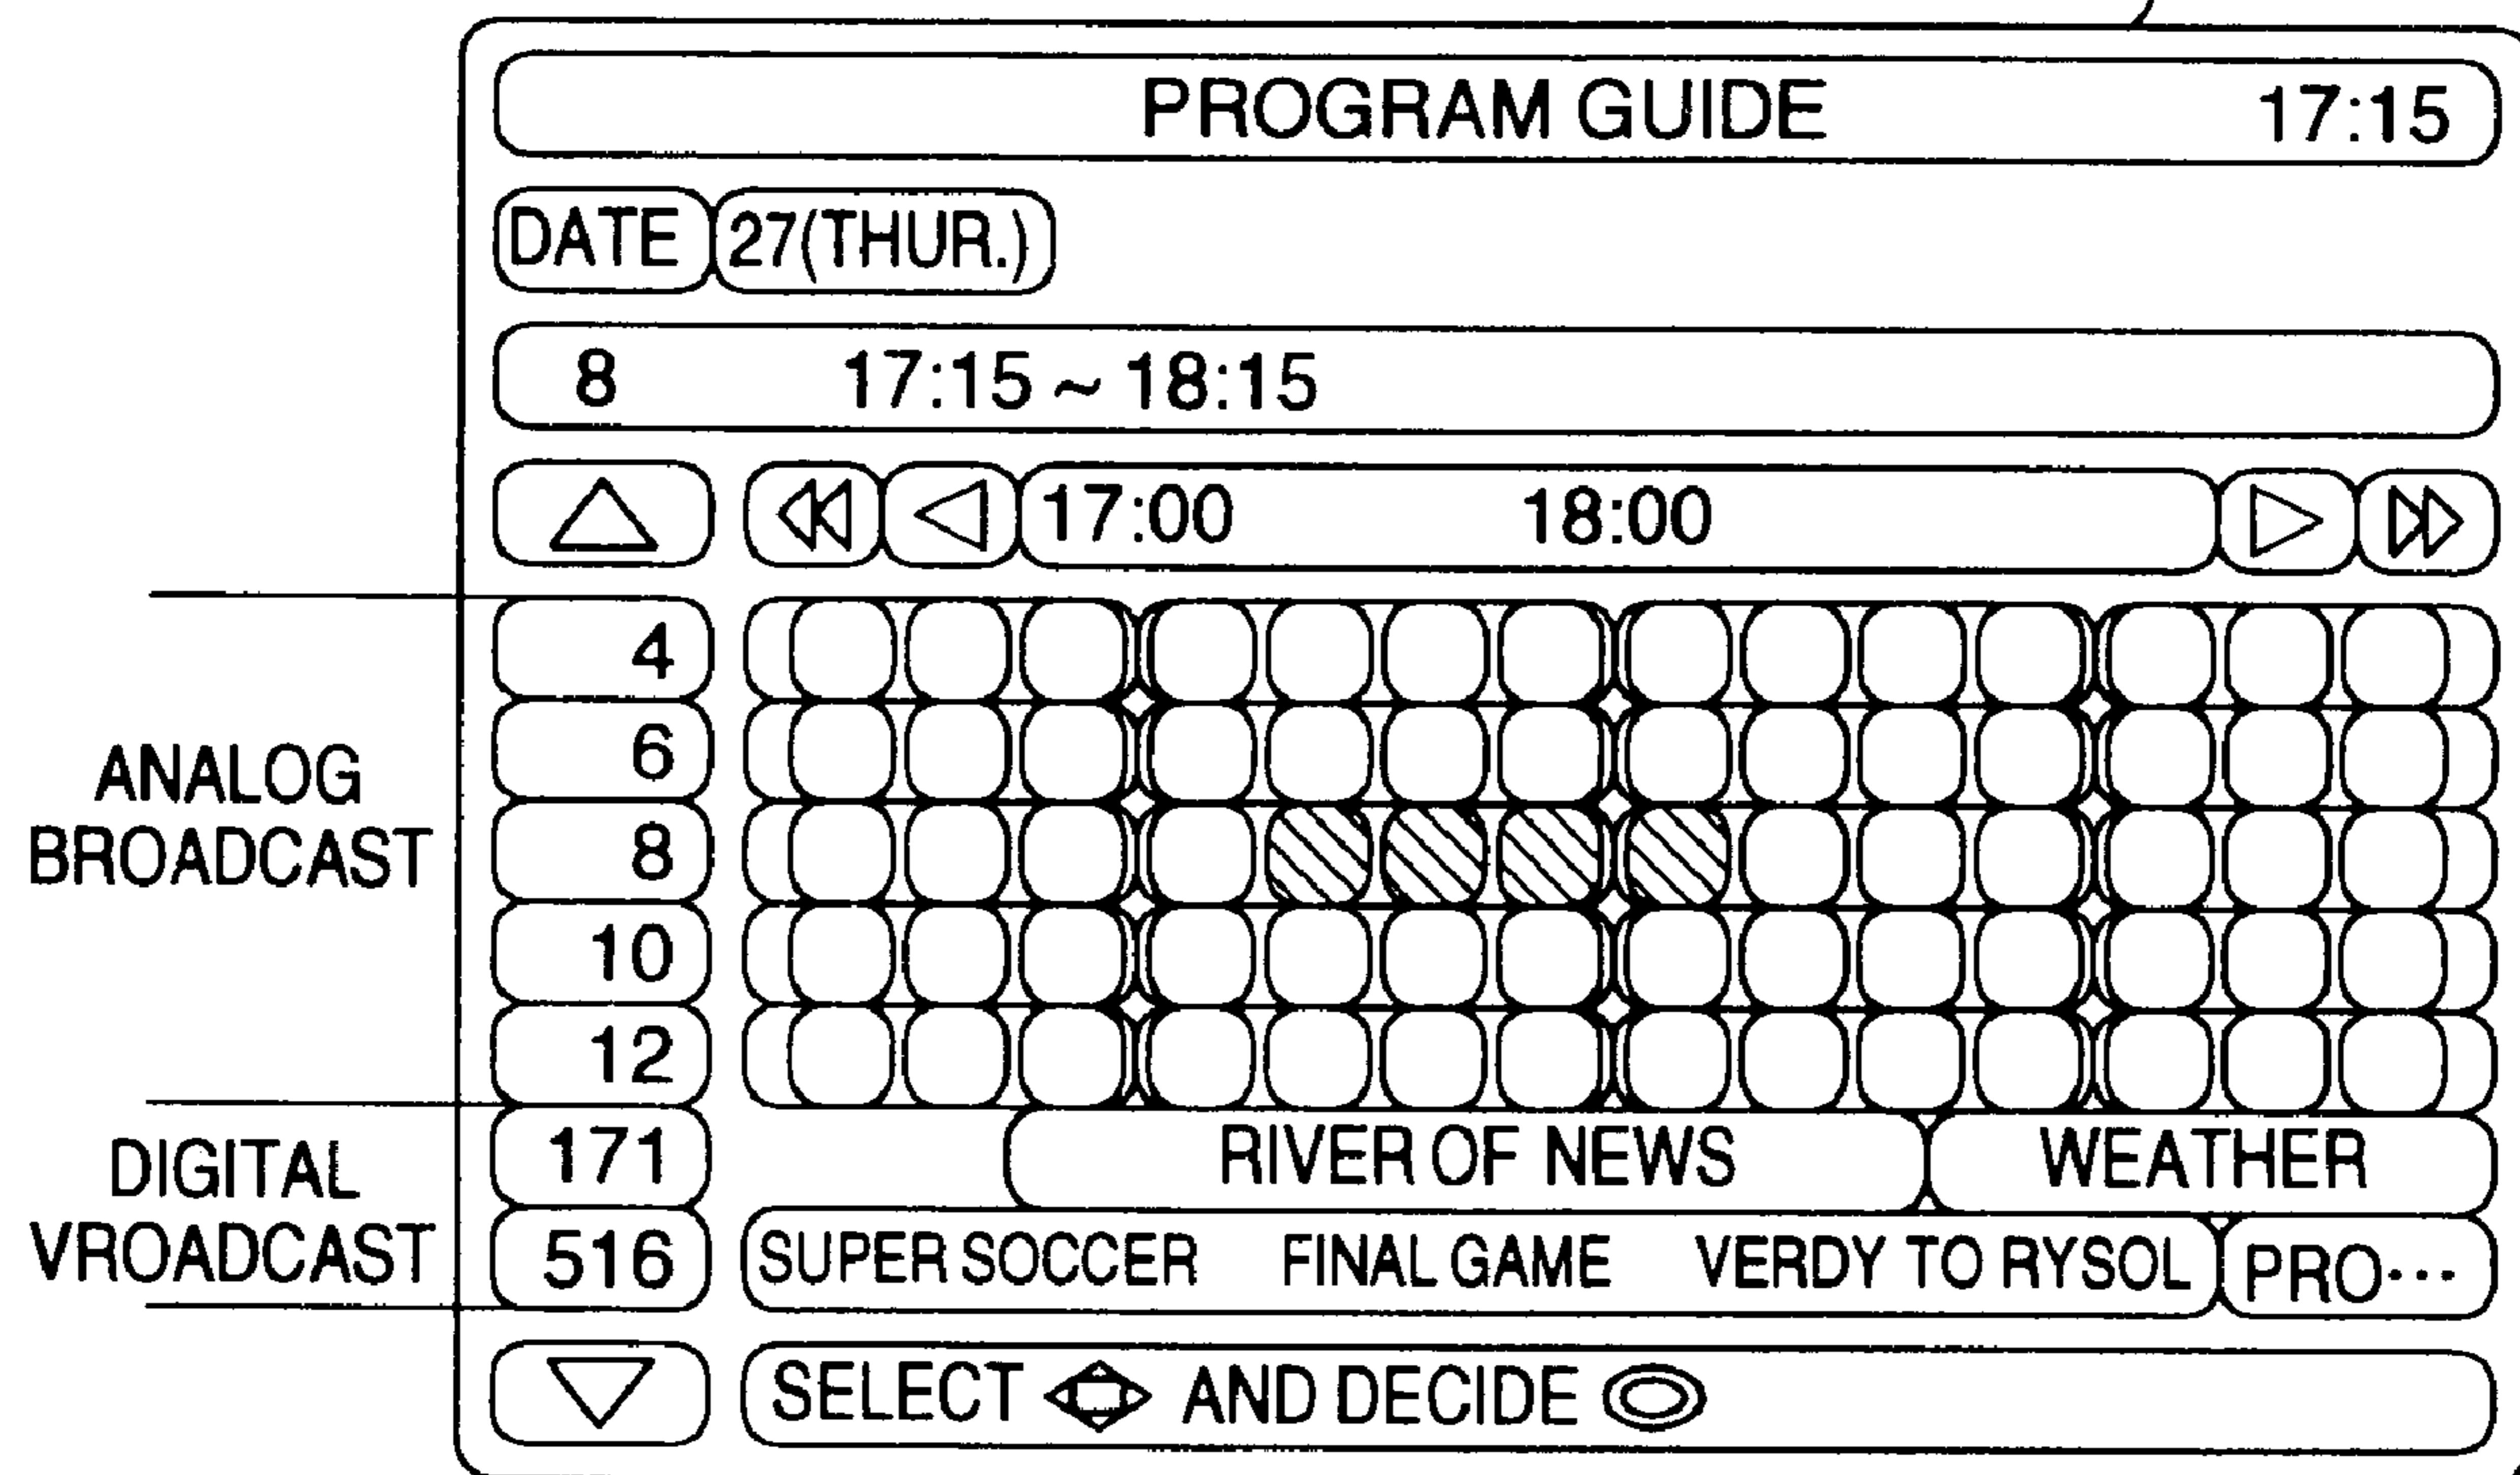 PROGRAM GUIDE 17:15
DATE 27(THUR.)
8 17:15 ~ 18:15
17:00 18:00
4
6
ANALOG
BROADCAST
8
10
12
DIGITAL
VROADCAST
171 RIVER OF NEWS WEATHER
516 SUPER SOCCER FINAL GAME VERDY TO RYSOL PRO···
SELECT AND DECIDE